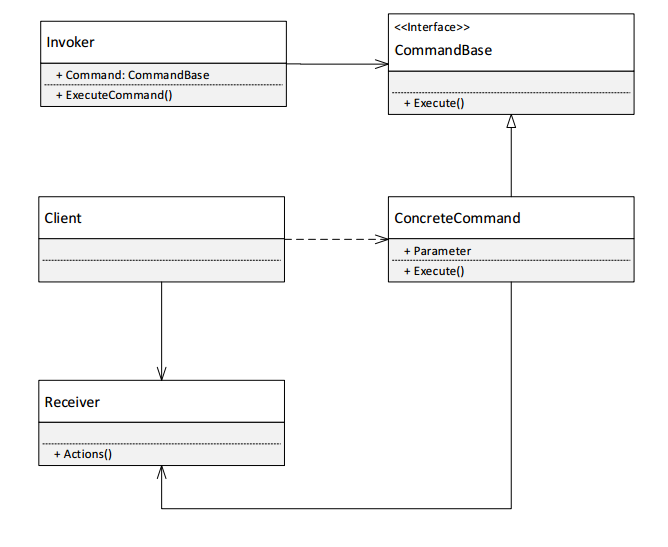 Invoker
+ Command: CommandBase
+ ExecuteCommand()
<<Interface>>
CommandBase
+ Execute()
Client
ConcreteCommand
+ Parameter
+ Execute()
Receiver
+ Actions()